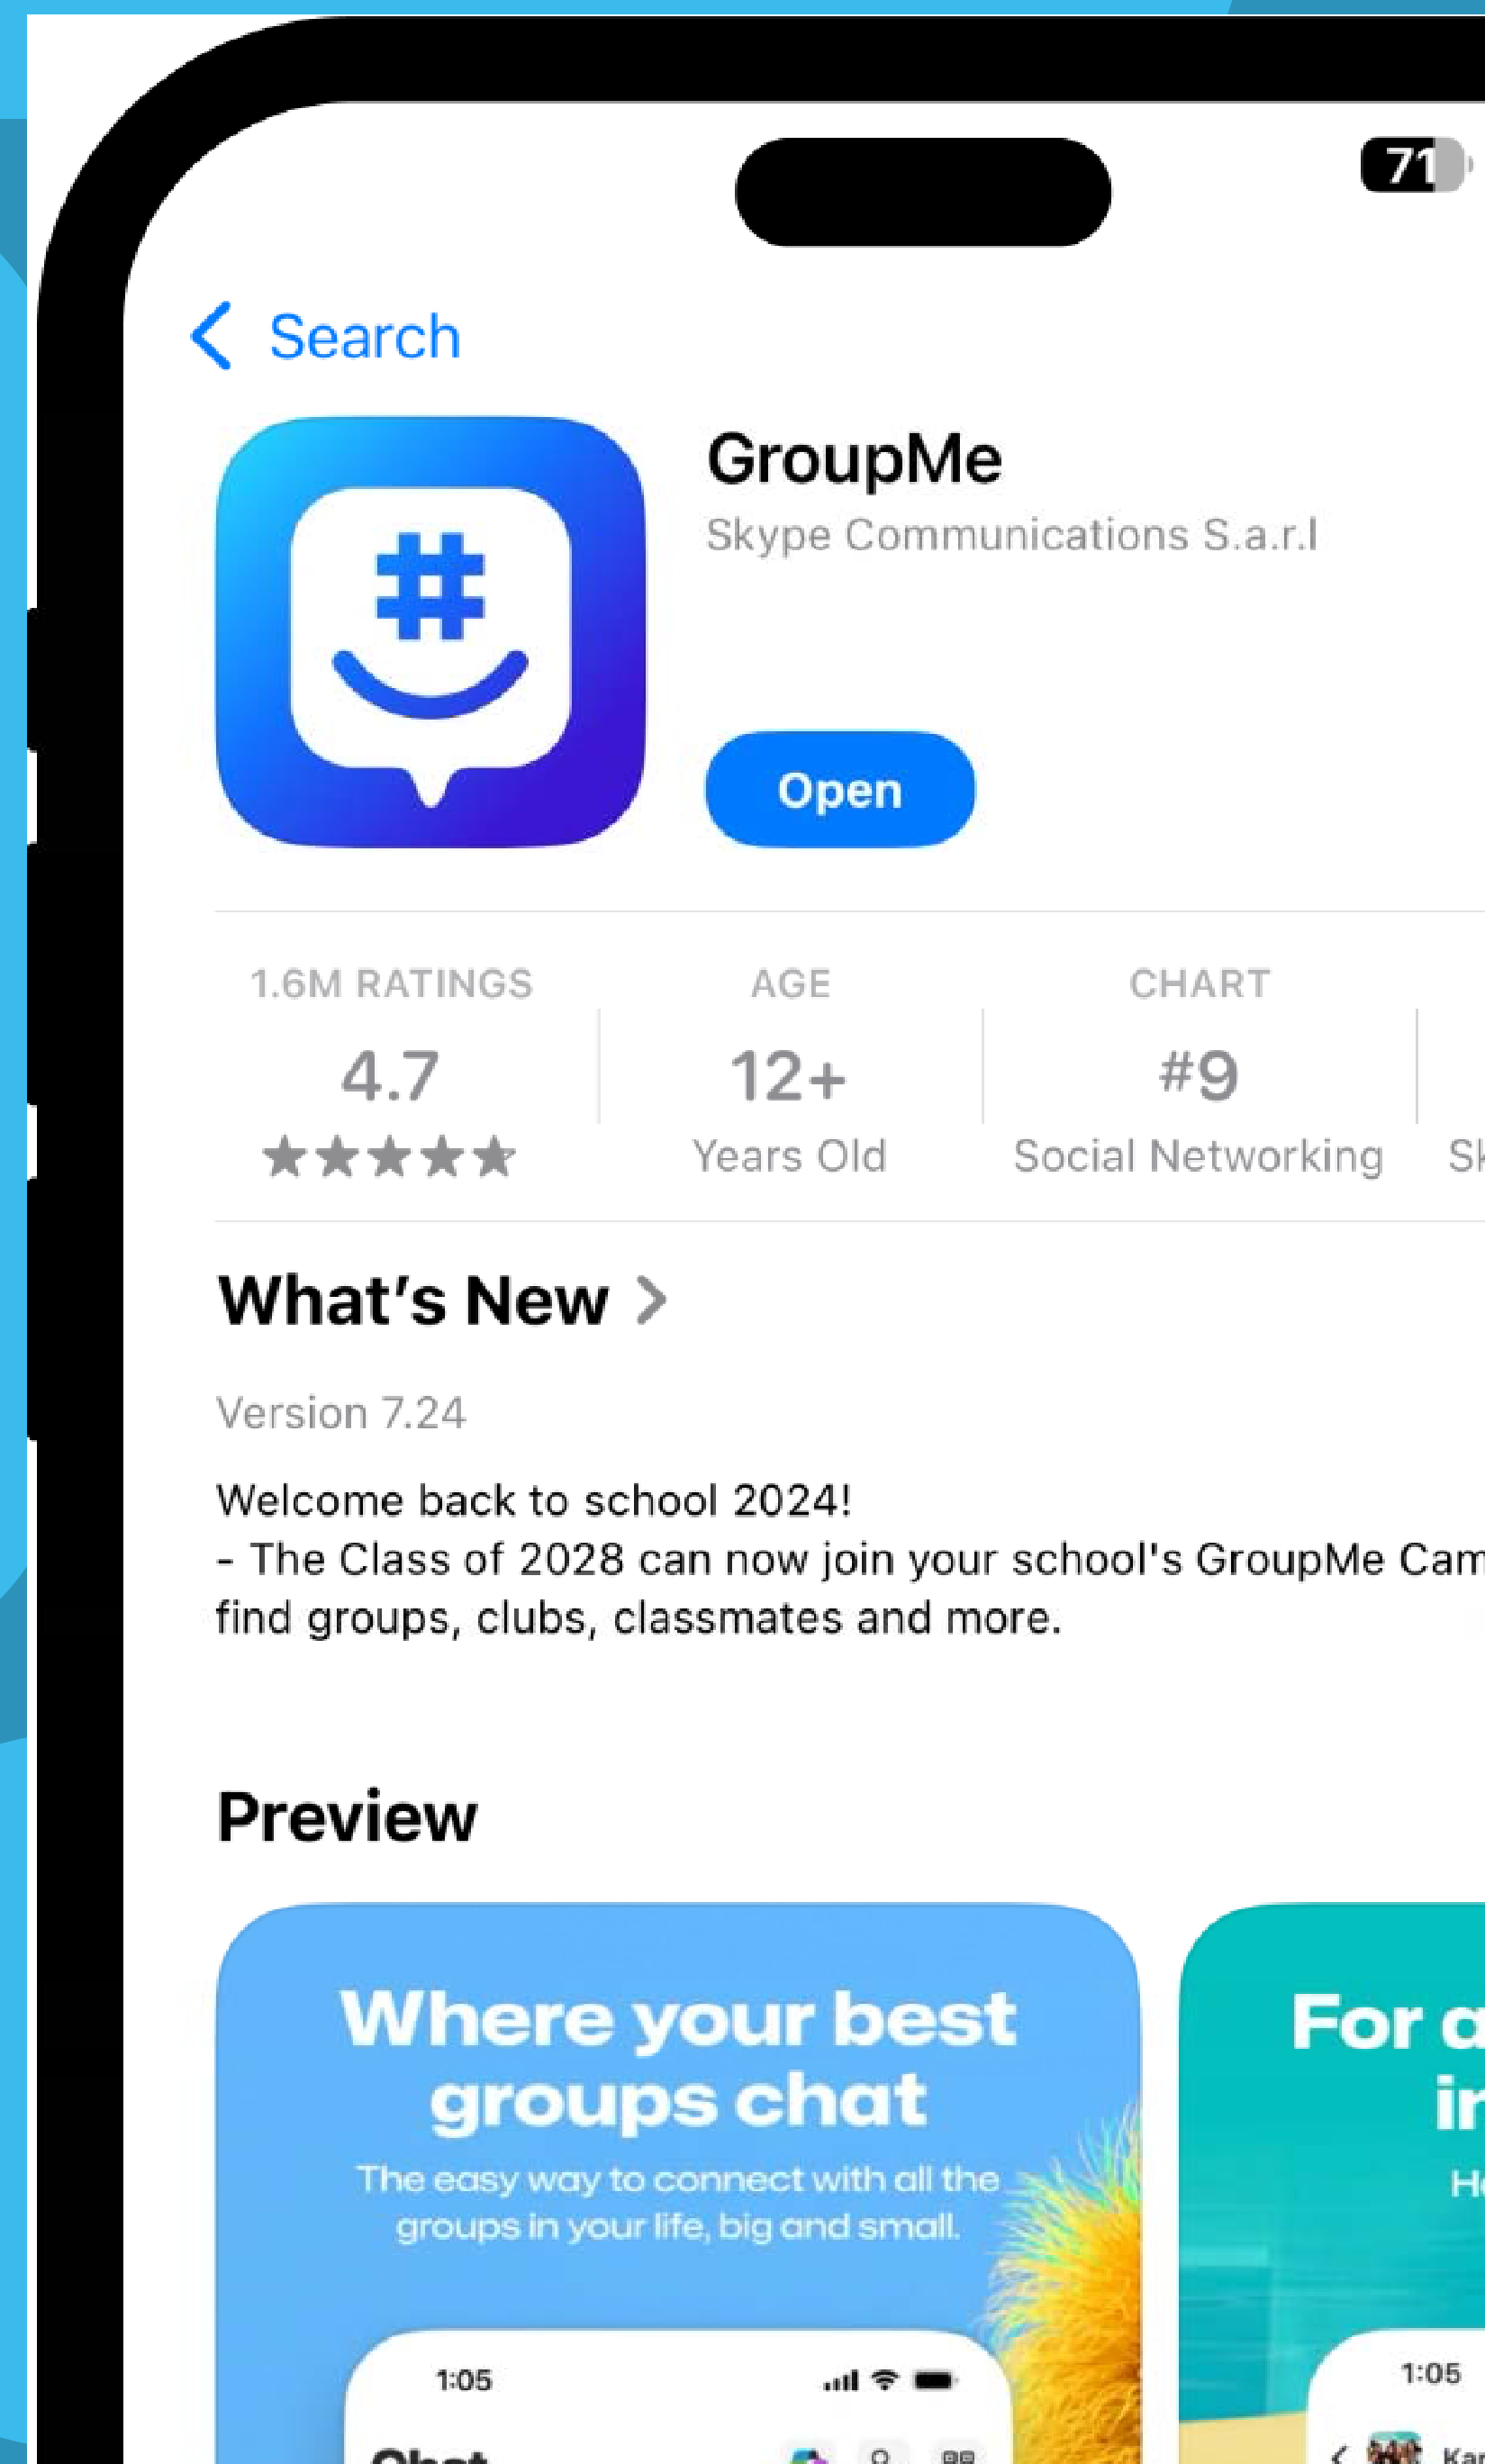 71
Search
GroupMe
Skype Communications S.a.r.l
Open
1.6M RATINGS
AGE
CHART
4.7
12+
#9
Years Old
Social Networking
What's New
Version 7.24
Welcome back to school 2024!
- The Class of 2028 can now join your school's GroupMe Cam
find groups, clubs, classmates and more.
Preview
Where your best
groups chat
The easy way to connect with all the
groups in your life, big and small.
1:05
For a
in
1:05